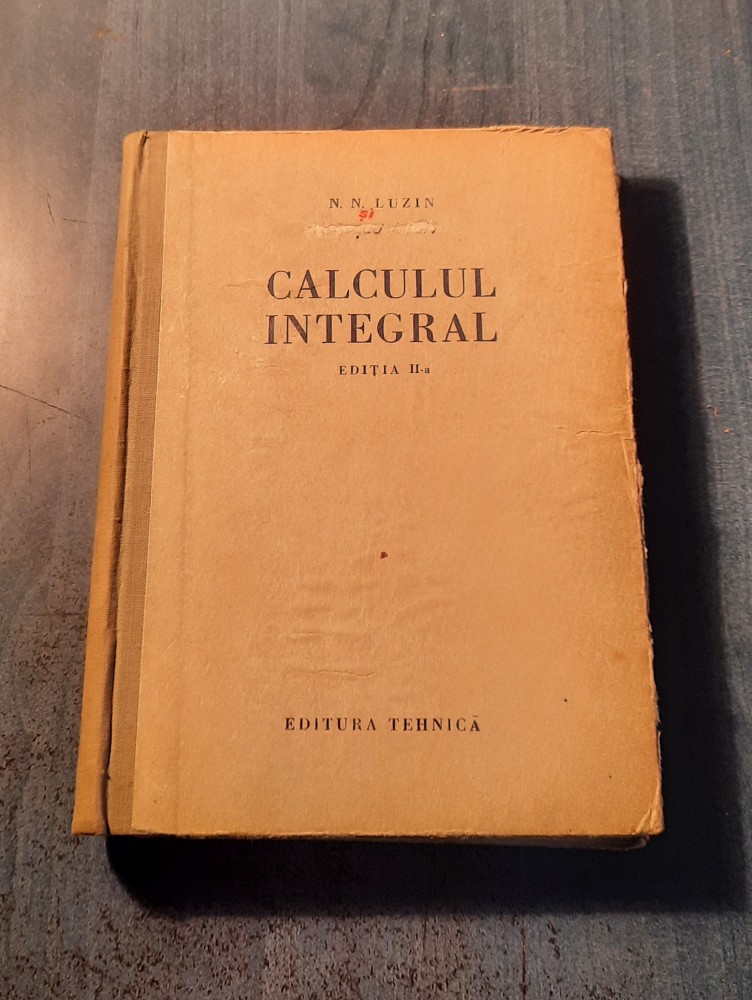 N. N. LUZIN
și
CALCULUL
INTEGRAL
EDIȚIA II-a
EDITURA TEHNICĂ